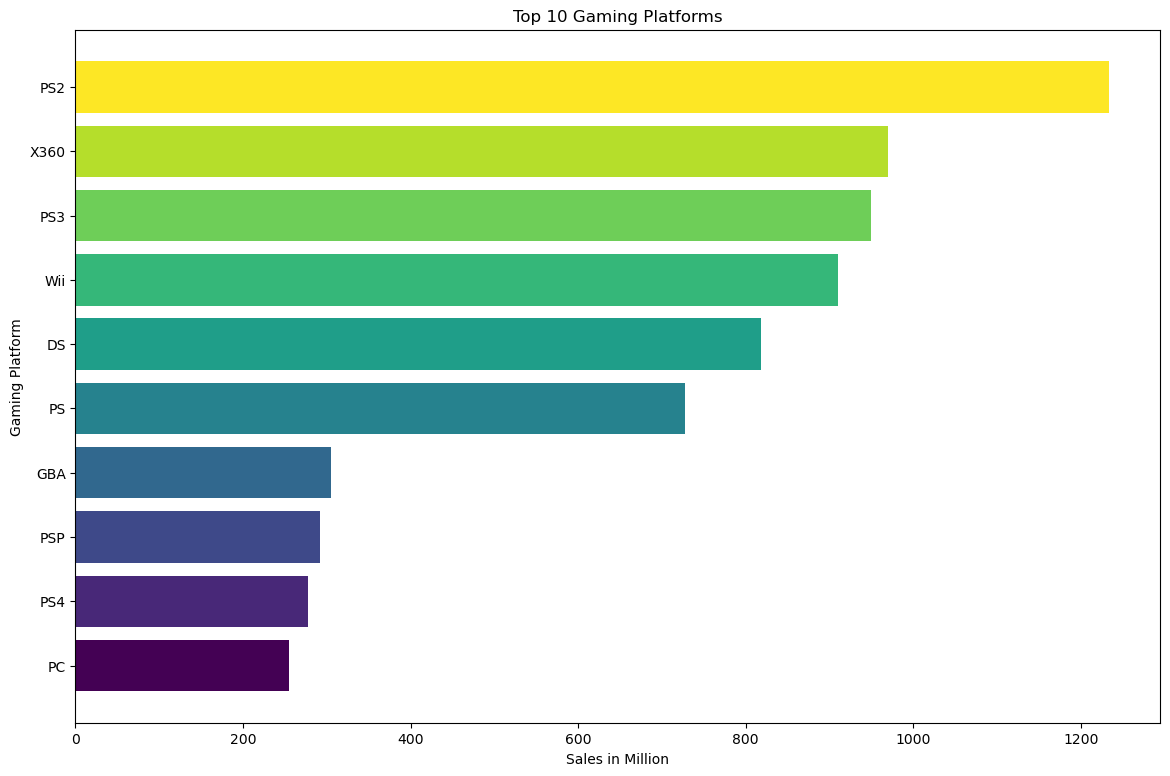 Top 10 Gaming Platforms
Gaming Platform
PS2
X360
PS3
Wii
DS
PS
GBA
PSP
PS4
PC
0 200 400 600 800 1000 1200
Sales in Million